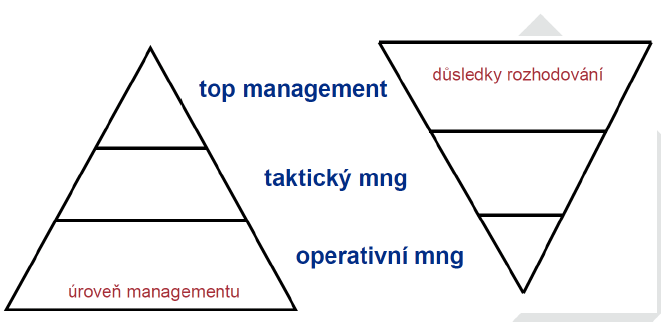 důsledky rozhodování
top management
taktický mng
operativní mng
úroveň managementu